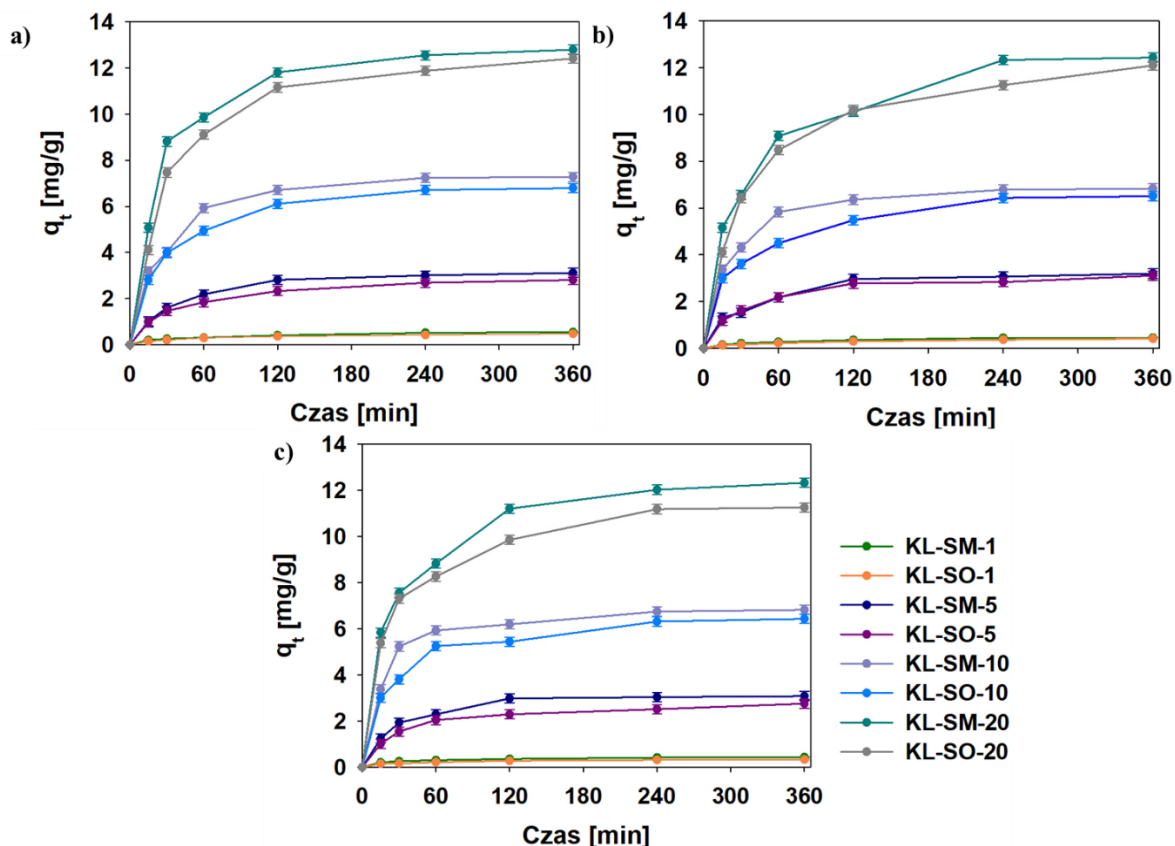 a)
14
12
10
8
6
4
2
0
qt [mg/g]
0 60 120 180 240 300 360
Czas [min]
b)
14
12
10
8
6
4
2
0
qt [mg/g]
0 60 120 180 240 300 360
Czas [min]
c)
14
12
10
8
6
4
2
0
qt [mg/g]
0 60 120 180 240 300 360
Czas [min]
KL-SM-1
KL-SO-1
KL-SM-5
KL-SO-5
KL-SM-10
KL-SO-10
KL-SM-20
KL-SO-20